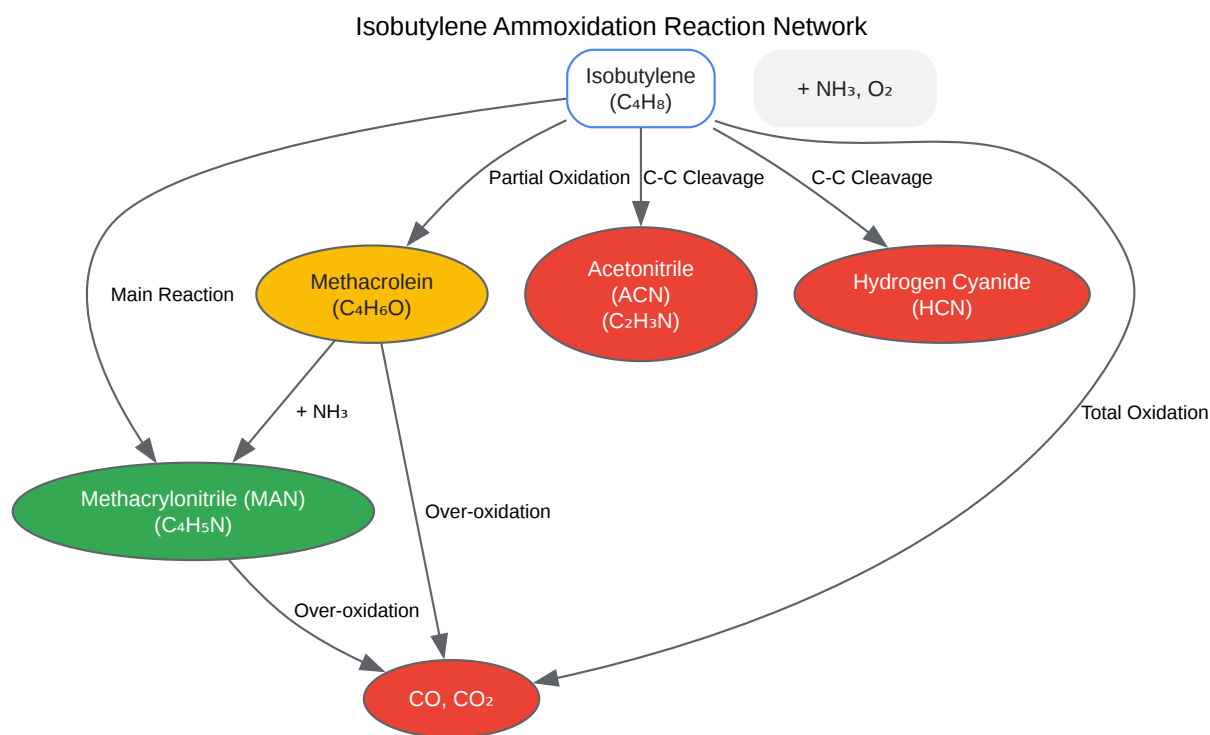 Isobutylene Ammoxidation Reaction Network
Isobutylene
(C₄H₈)
+ NH₃, O₂
Partial Oxidation
C-C Cleavage
C-C Cleavage
Main Reaction
Methacrolein
(C₄H₆O)
Acetonitrile
(ACN)
(C₂H₃N)
Hydrogen Cyanide
(HCN)
+ NH₃
Total Oxidation
Methacrylonitrile (MAN)
(C₄H₅N)
Over-oxidation
Over-oxidation
CO, CO₂